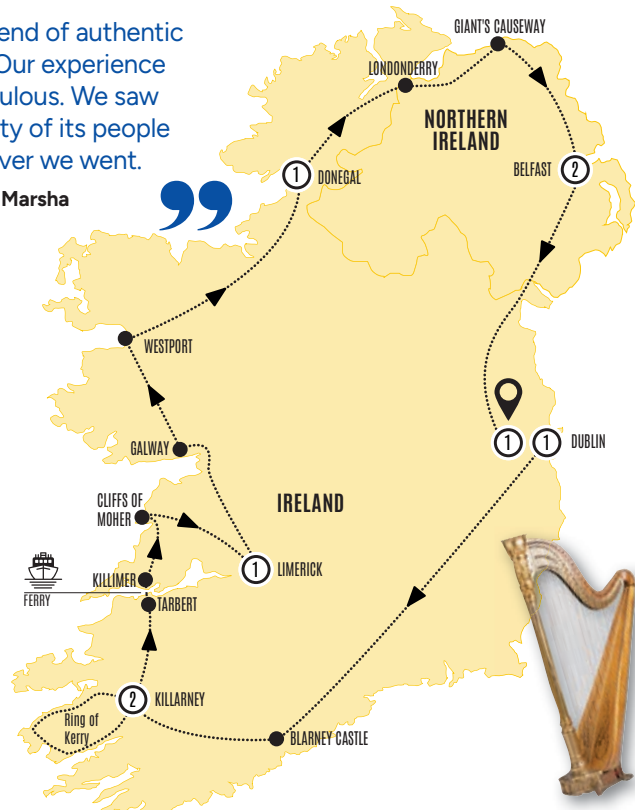 end of authentic
Our experience
ulous. We saw
ty of its people
ver we went.
Marsha
”
GIANT'S CAUSEWAY
LONDONDERRY
NORTHERN
IRELAND
BELFAST
2
1
DONEGAL
WESTPORT
1
1
DUBLIN
GALWAY
CLIFFS OF
MOHER
IRELAND
1
LIMERICK
KILLIMER
FERRY
TARBERT
2
KILLARNEY
Ring of
Kerry
BLARNEY CASTLE